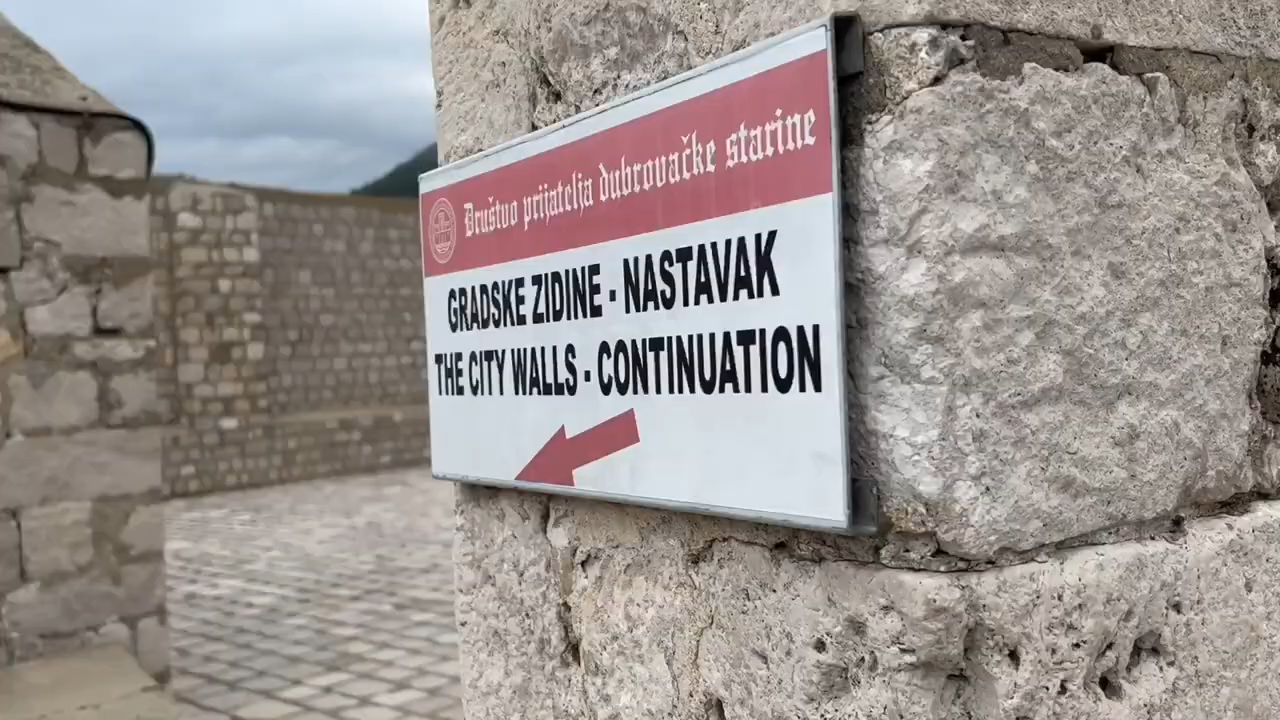 Društvo prijatelja dubrovačke starine
GRADSKE ZIDINE - NASTAVAK
THE CITY WALLS - CONTINUATION